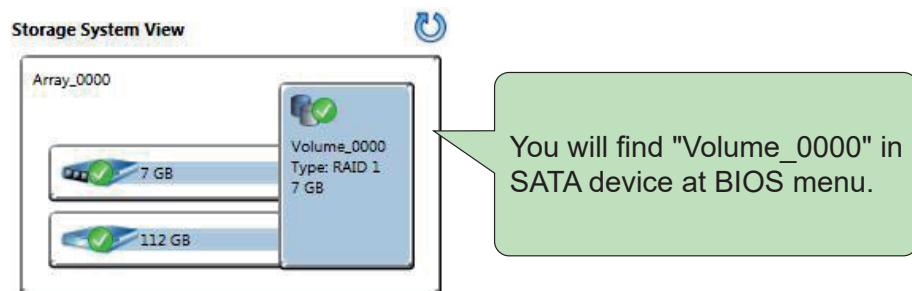 Storage System View
Array_0000
Volume_0000
Type: RAID 1
7 GB
7 GB
112 GB
You will find "Volume_0000" in
SATA device at BIOS menu.